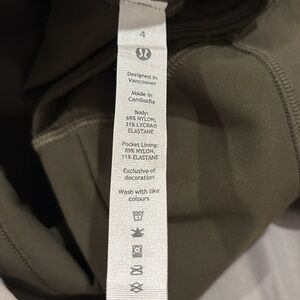 4
Designed in
Vancouver
Made in
Cambodia
Body:
69% NYLON,
31% LYCRA®
ELASTANE
Pocket Lining:
89% NYLON,
11% ELASTANE
Exclusive of
decoration
Wash with like
colours